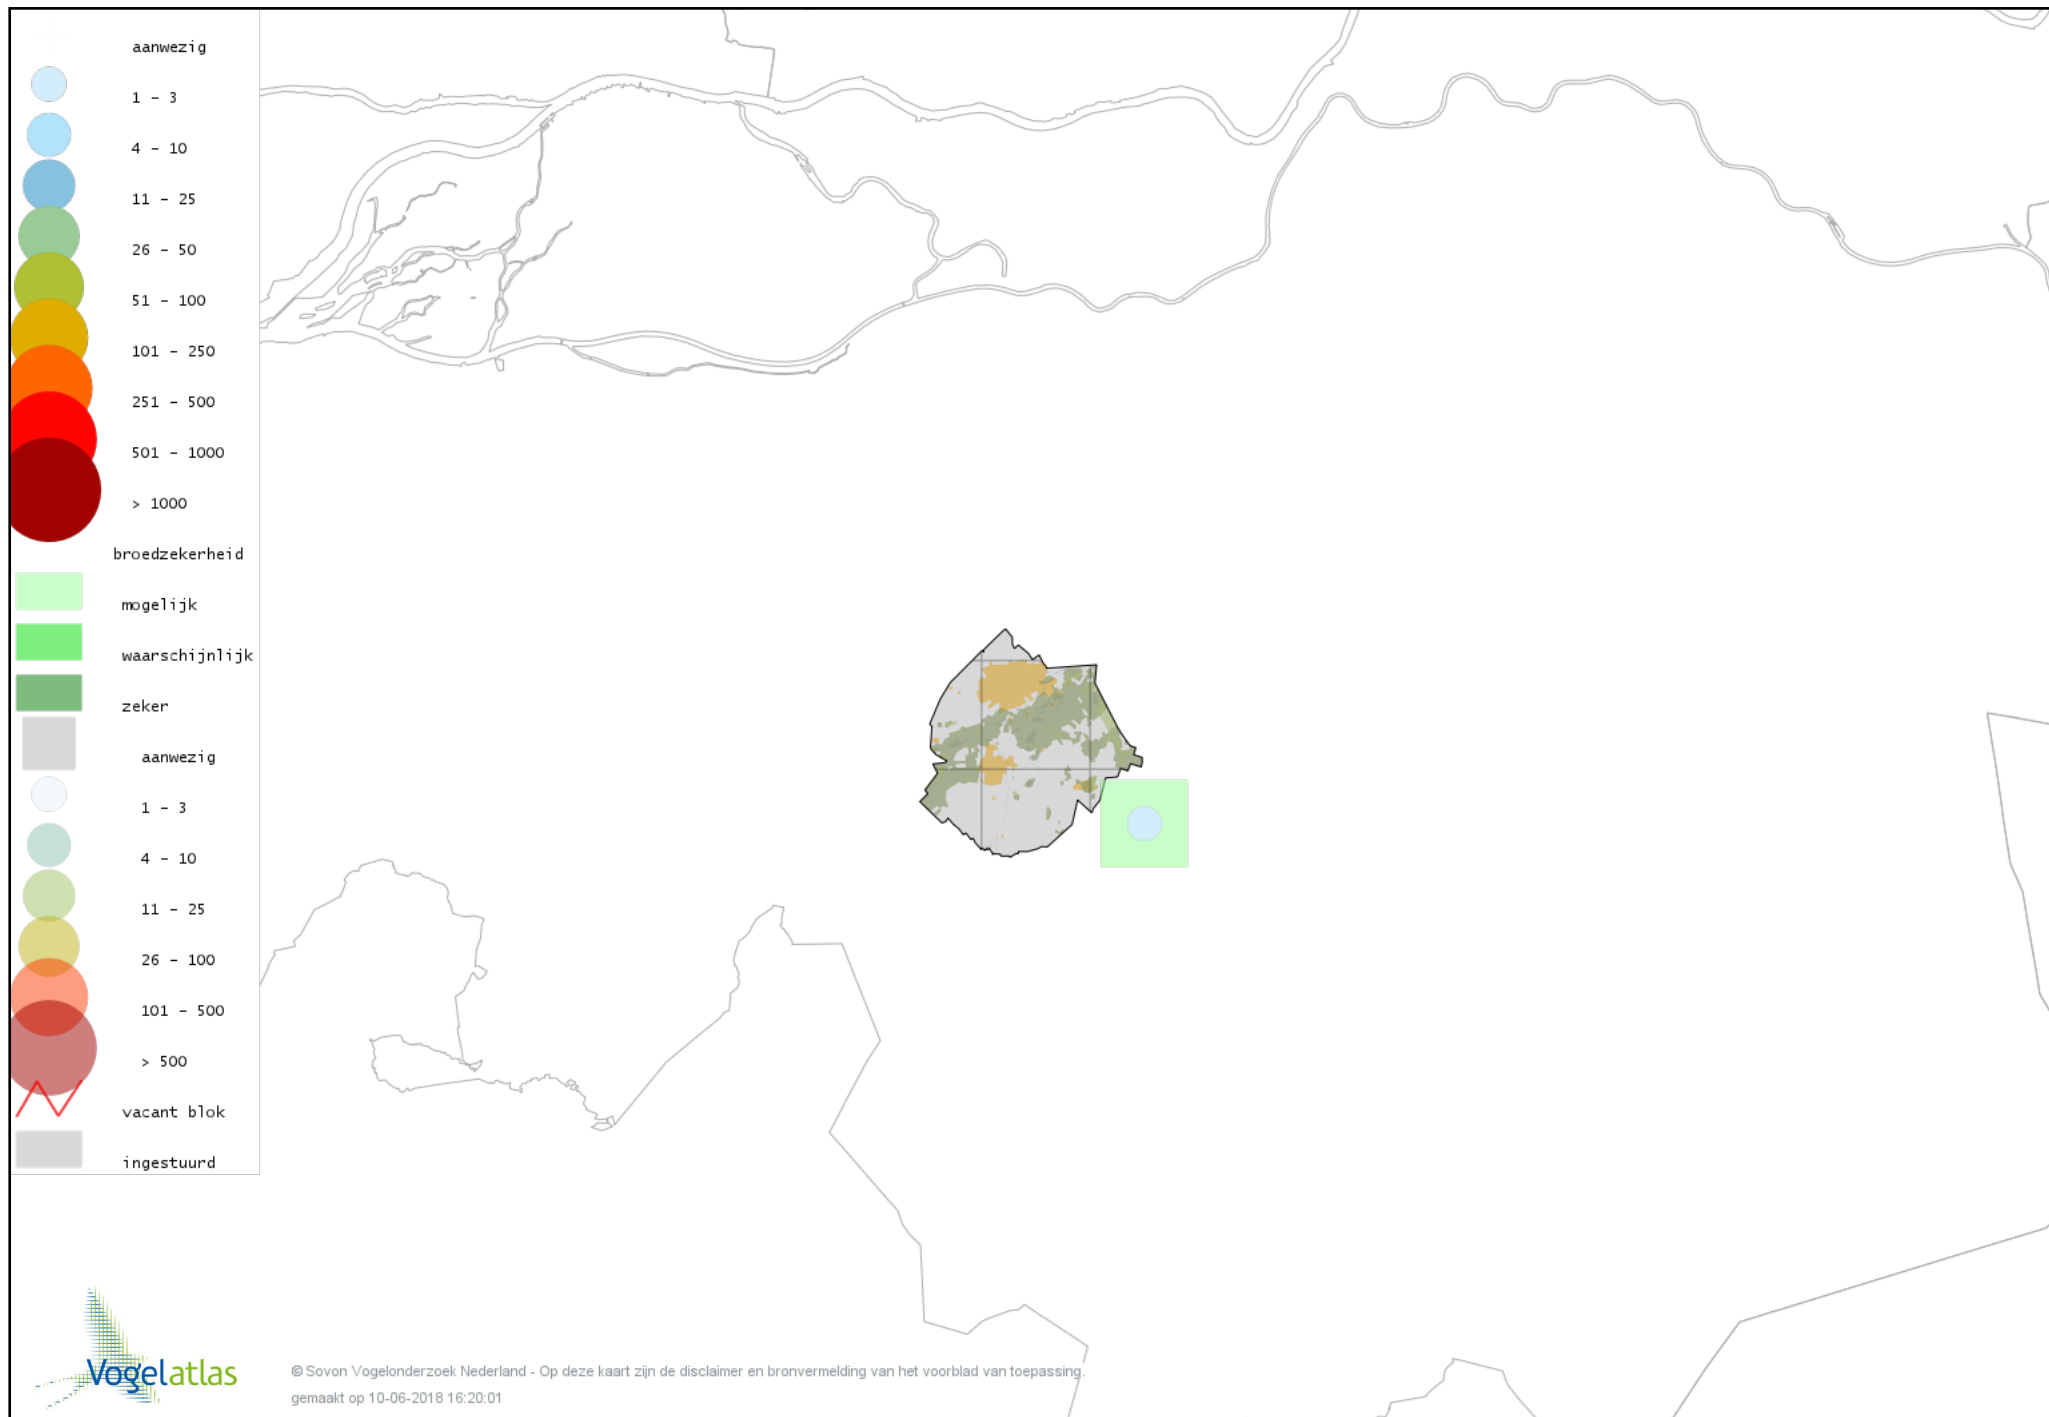 aanwezig
1 - 3
4 - 10
11 - 25
26 - 50
51 - 100
101 - 250
251 - 500
501 - 1000
> 1000
broedzekerheid
mogelijk
waarschijnlijk
zeker
aanwezig
1 - 3
4 - 10
11 - 25
26 - 100
101 - 500
> 500
vacant blok
ingestuurd
Vogelatlas
© Sovon Vogelonderzoek Nederland - Op deze kaart zijn de disclaimer en bronvermelding van het voorblad van toepassing.
gemaakt op 10-06-2018 16:20:01